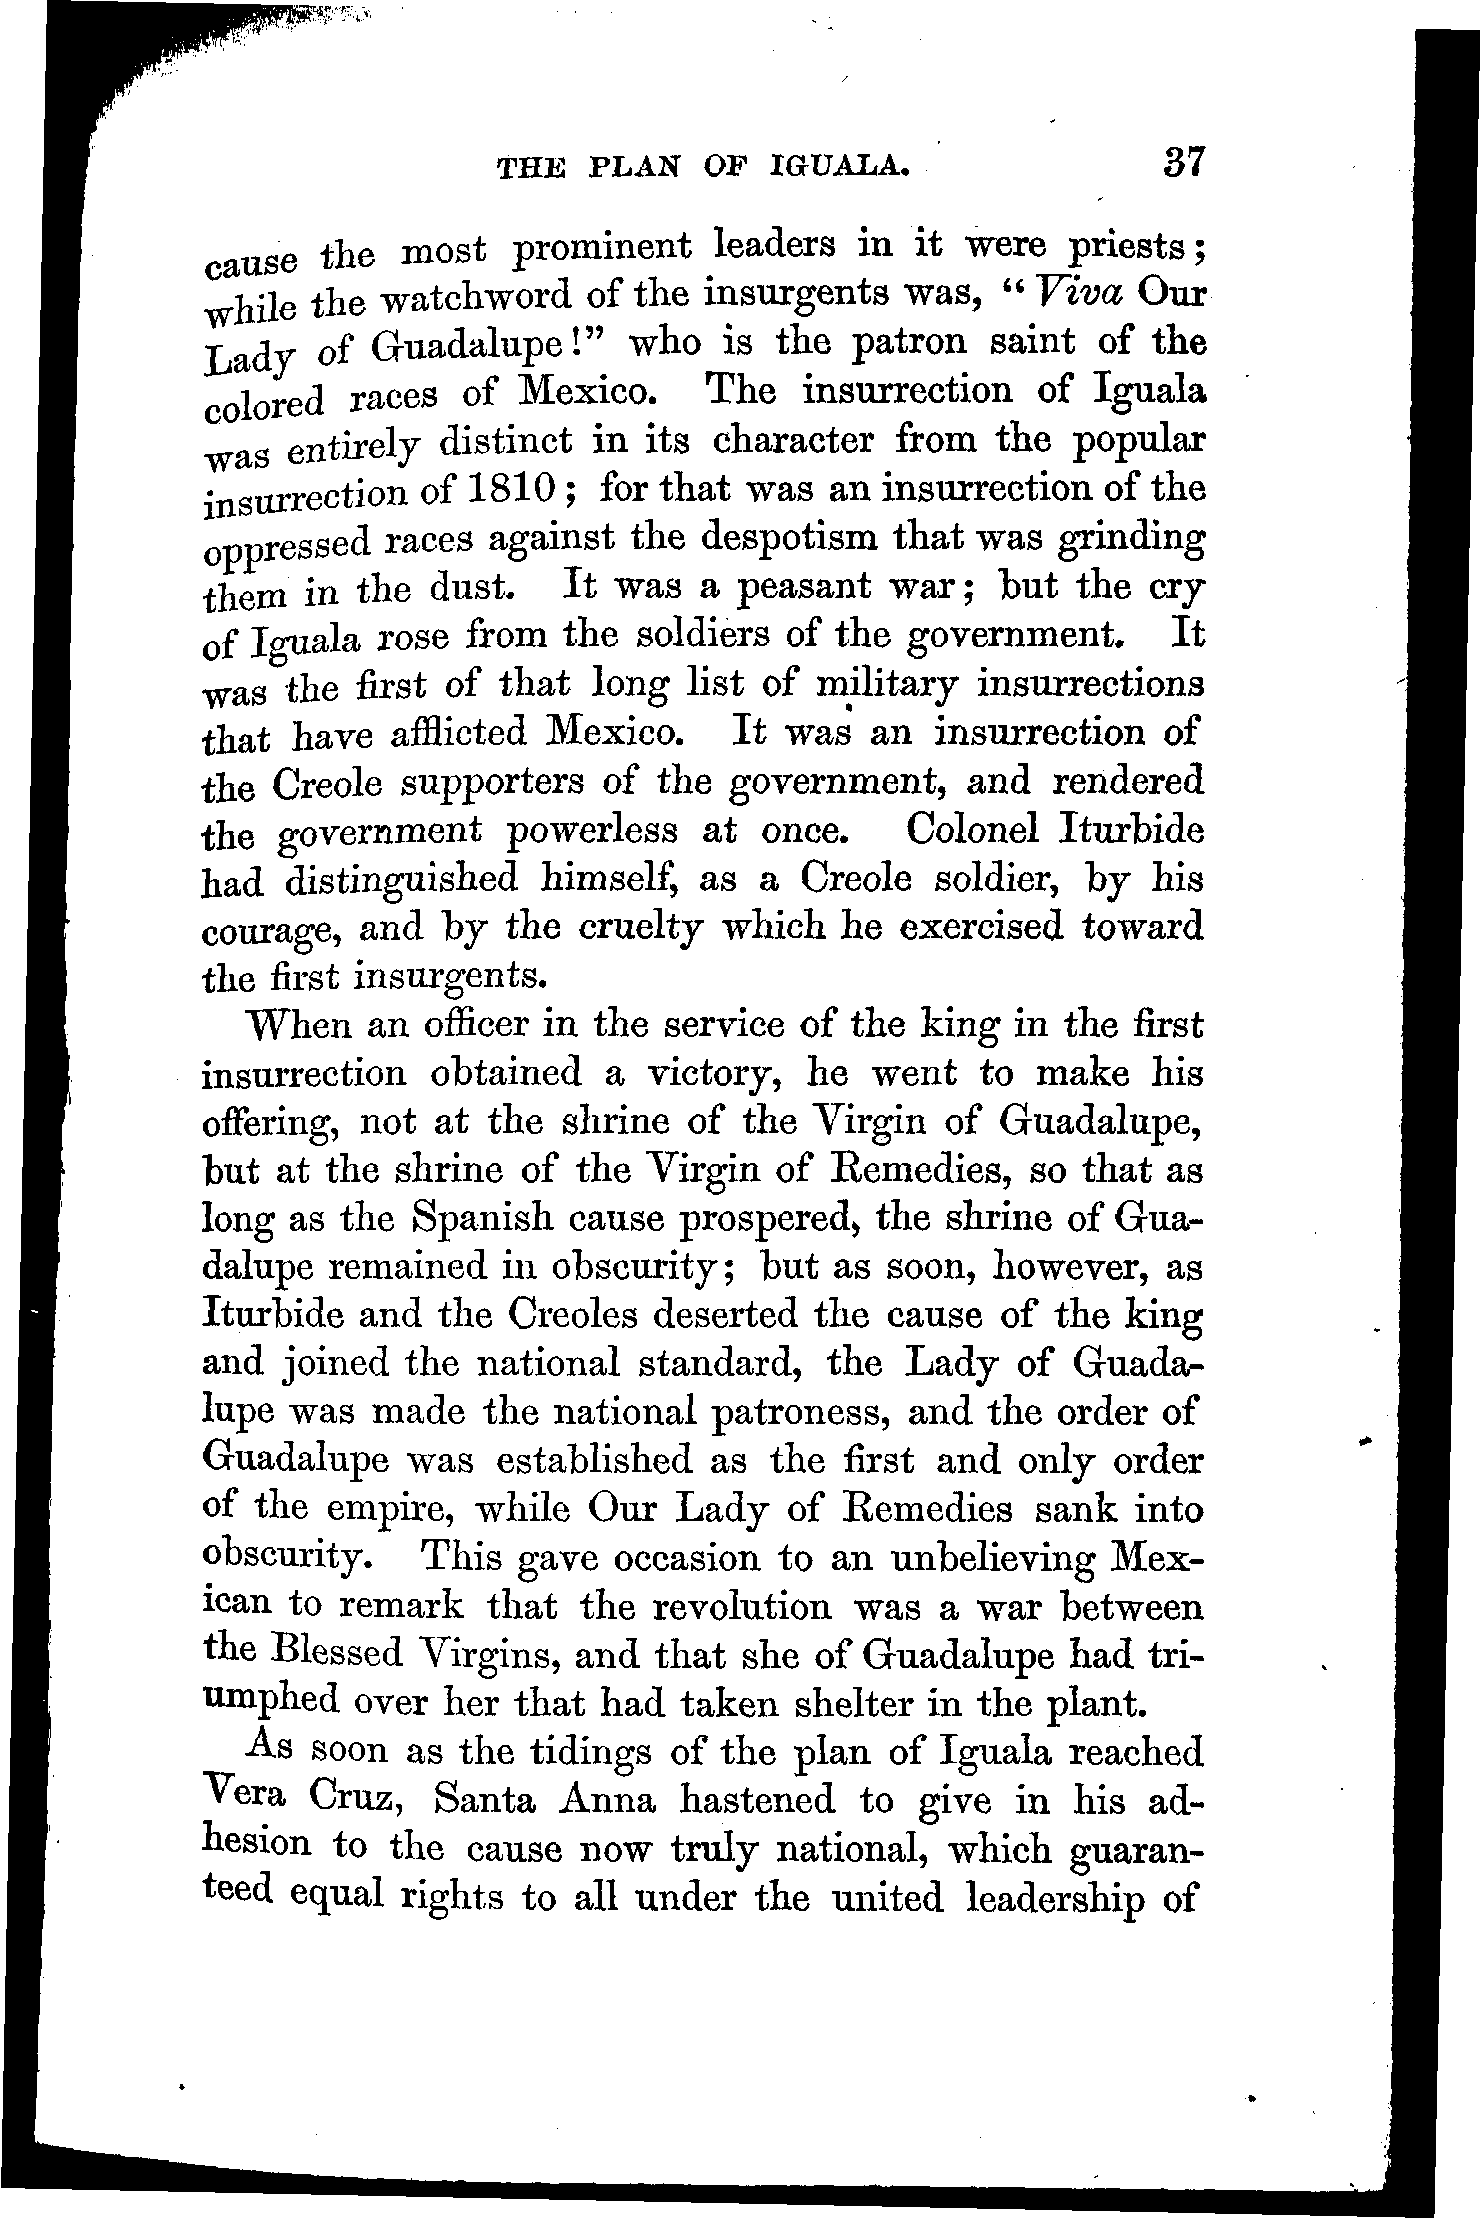 THE PLAN OF IGUALA. 37
cause the most prominent leaders in it were priests;
while the watchword of the insurgents was, "Viva Our
Lady of Guadalupe!" who is the patron saint of the
colored races of Mexico. The insurrection of Iguala
was entirely distinct in its character from the popular
insurrection of 1810; for that was an insurrection of the
oppressed races against the despotism that was grinding
them in the dust. It was a peasant war; but the cry
of Iguala rose from the soldiers of the government. It
was the first of that long list of military insurrections
that have afflicted Mexico. It was an insurrection of
the Creole supporters of the government, and rendered
the government powerless at once. Colonel Iturbide
had distinguished himself, as a Creole soldier, by his
courage, and by the cruelty which he exercised toward
the first insurgents.
When an officer in the service of the king in the first
insurrection obtained a victory, he went to make his
offering, not at the shrine of the Virgin of Guadalupe,
but at the shrine of the Virgin of Remedies, so that as
long as the Spanish cause prospered, the shrine of Gua-
dalupe remained in obscurity; but as soon, however, as
Iturbide and the Creoles deserted the cause of the king
and joined the national standard, the Lady of Guada-
lupe was made the national patroness, and the order of
Guadalupe was established as the first and only order
of the empire, while Our Lady of Remedies sank into
obscurity. This gave occasion to an unbelieving Mex-
ican to remark that the revolution was a war between
the Blessed Virgins, and that she of Guadalupe had tri-
umphed over her that had taken shelter in the plant.
As soon as the tidings of the plan of Iguala reached
Vera Cruz, Santa Anna hastened to give in his ad-
hesion to the cause now truly national, which guaran-
teed equal rights to all under the united leadership of